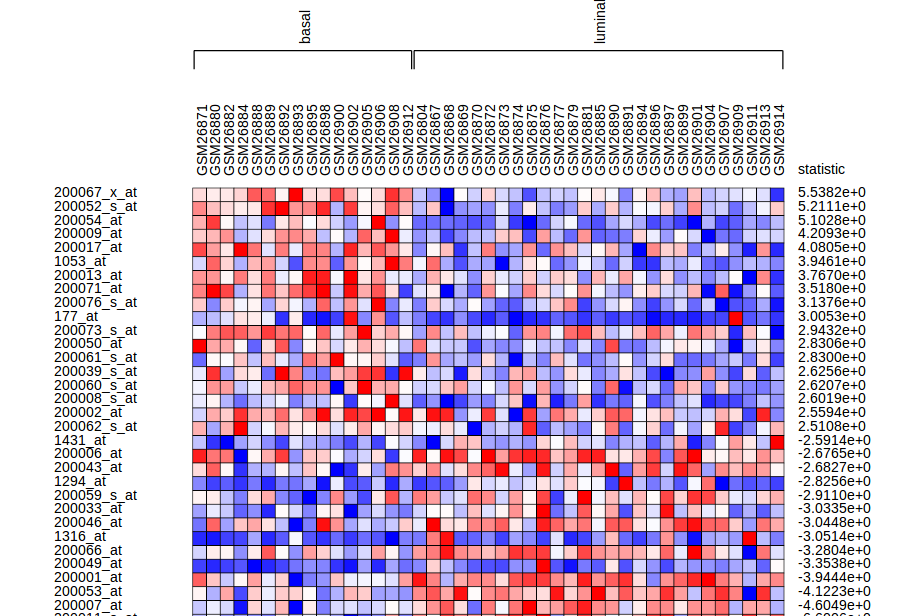 basal
luminal
GSM26871
GSM26880
GSM26882
GSM26884
GSM26888
GSM26889
GSM26892
GSM26893
GSM26895
GSM26898
GSM26900
GSM26902
GSM26905
GSM26906
GSM26908
GSM26912
GSM26804
GSM26867
GSM26868
GSM26869
GSM26870
GSM26872
GSM26873
GSM26874
GSM26875
GSM26876
GSM26877
GSM26879
GSM26881
GSM26885
GSM26890
GSM26891
GSM26894
GSM26896
GSM26897
GSM26899
GSM26901
GSM26904
GSM26907
GSM26909
GSM26911
GSM26913
GSM26914
statistic
200067_x_at 5.5382e+0
200052_s_at 5.2111e+0
200054_at 5.1028e+0
200009_at 4.2093e+0
200017_at 4.0805e+0
1053_at 3.9461e+0
200013_at 3.7670e+0
200071_at 3.5180e+0
200076_s_at 3.1376e+0
177_at 3.0053e+0
200073_s_at 2.9432e+0
200050_at 2.8306e+0
200061_s_at 2.8300e+0
200039_s_at 2.6256e+0
200060_s_at 2.6207e+0
200008_s_at 2.6019e+0
200002_at 2.5594e+0
200062_s_at 2.5108e+0
1431_at -2.5914e+0
200006_at -2.6765e+0
200043_at -2.6827e+0
1294_at -2.8256e+0
200059_s_at -2.9110e+0
200033_at -3.0335e+0
200046_at -3.0448e+0
1316_at -3.0514e+0
200066_at -3.2804e+0
200049_at -3.3538e+0
200001_at -3.9444e+0
200053_at -4.1223e+0
200007_at -4.6049e+0